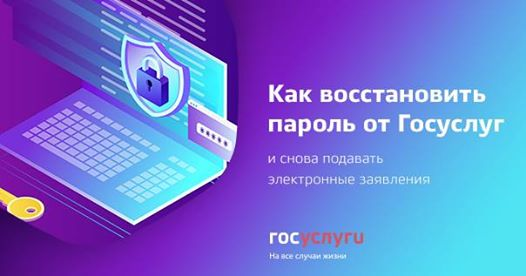 Как восстановить
пароль от Госуслуг
и снова подавать
электронные заявления
госуслуги
На все случаи жизни